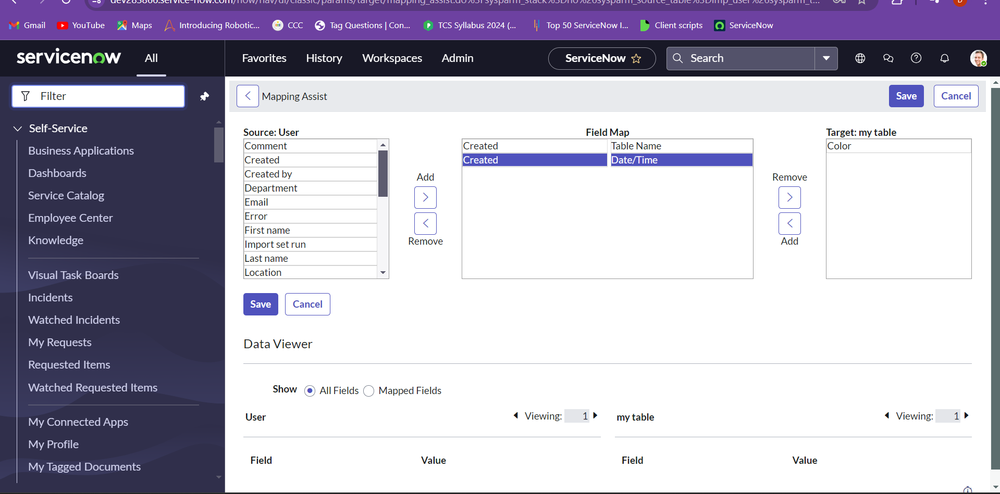 dev283866.service-now.com/now/nav/ui/classic/params/target/mapping_assist.do%3Fsysparm_stack%3Dno%26sysparm_source_table%3Dimp_user%26sysparm_t...
Gmail YouTube Maps Introducing Robotic... CCC Tag Questions | Con... TCS Syllabus 2024 (... Top 50 ServiceNow I... Client scripts ServiceNow
servicenow All Favorites History Workspaces Admin ServiceNow Search
Filter
Mapping Assist Save Cancel
Self-Service
Business Applications
Dashboards
Service Catalog
Employee Center
Knowledge
Visual Task Boards
Incidents
Watched Incidents
My Requests
Requested Items
Watched Requested Items
My Connected Apps
My Profile
My Tagged Documents
Source: User
Comment
Created
Created by
Department
Email
Error
First name
Import set run
Last name
Location
Add
Remove
Field Map
Created Table Name
Created Date/Time
Remove
Add
Target: my table
Color
Save Cancel
Data Viewer
Show All Fields Mapped Fields
User Viewing: 1 my table Viewing: 1
Field Value Field Value